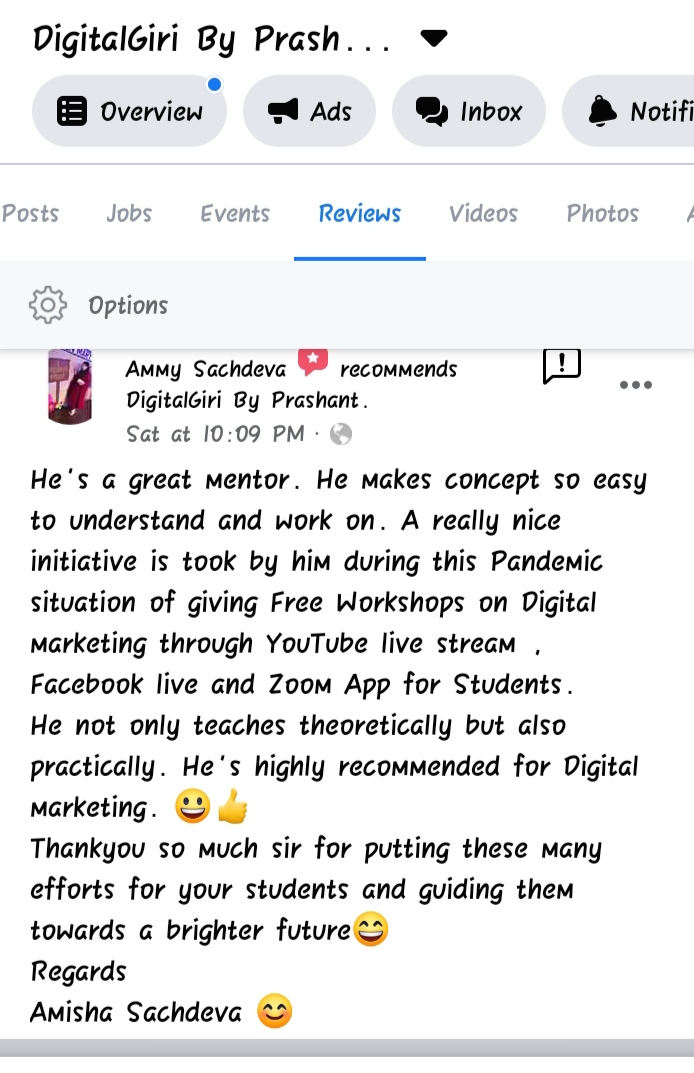 DigitalGiri By Prash...
Overview Ads Inbox Notifi
Posts Jobs Events Reviews Videos Photos
Options
Ammy Sachdeva recommends
DigitalGiri By Prashant.
Sat at 10:09 PM ·
He's a great mentor. He makes concept so easy
to understand and work on. A really nice
initiative is took by him during this Pandemic
situation of giving Free Workshops on Digital
marketing through YouTube live stream ,
Facebook live and Zoom App for Students.
He not only teaches theoretically but also
practically. He's highly recommended for Digital
marketing. 😃👍
Thankyou so much sir for putting these many
efforts for your students and guiding them
towards a brighter future😄
Regards
Amisha Sachdeva 😊